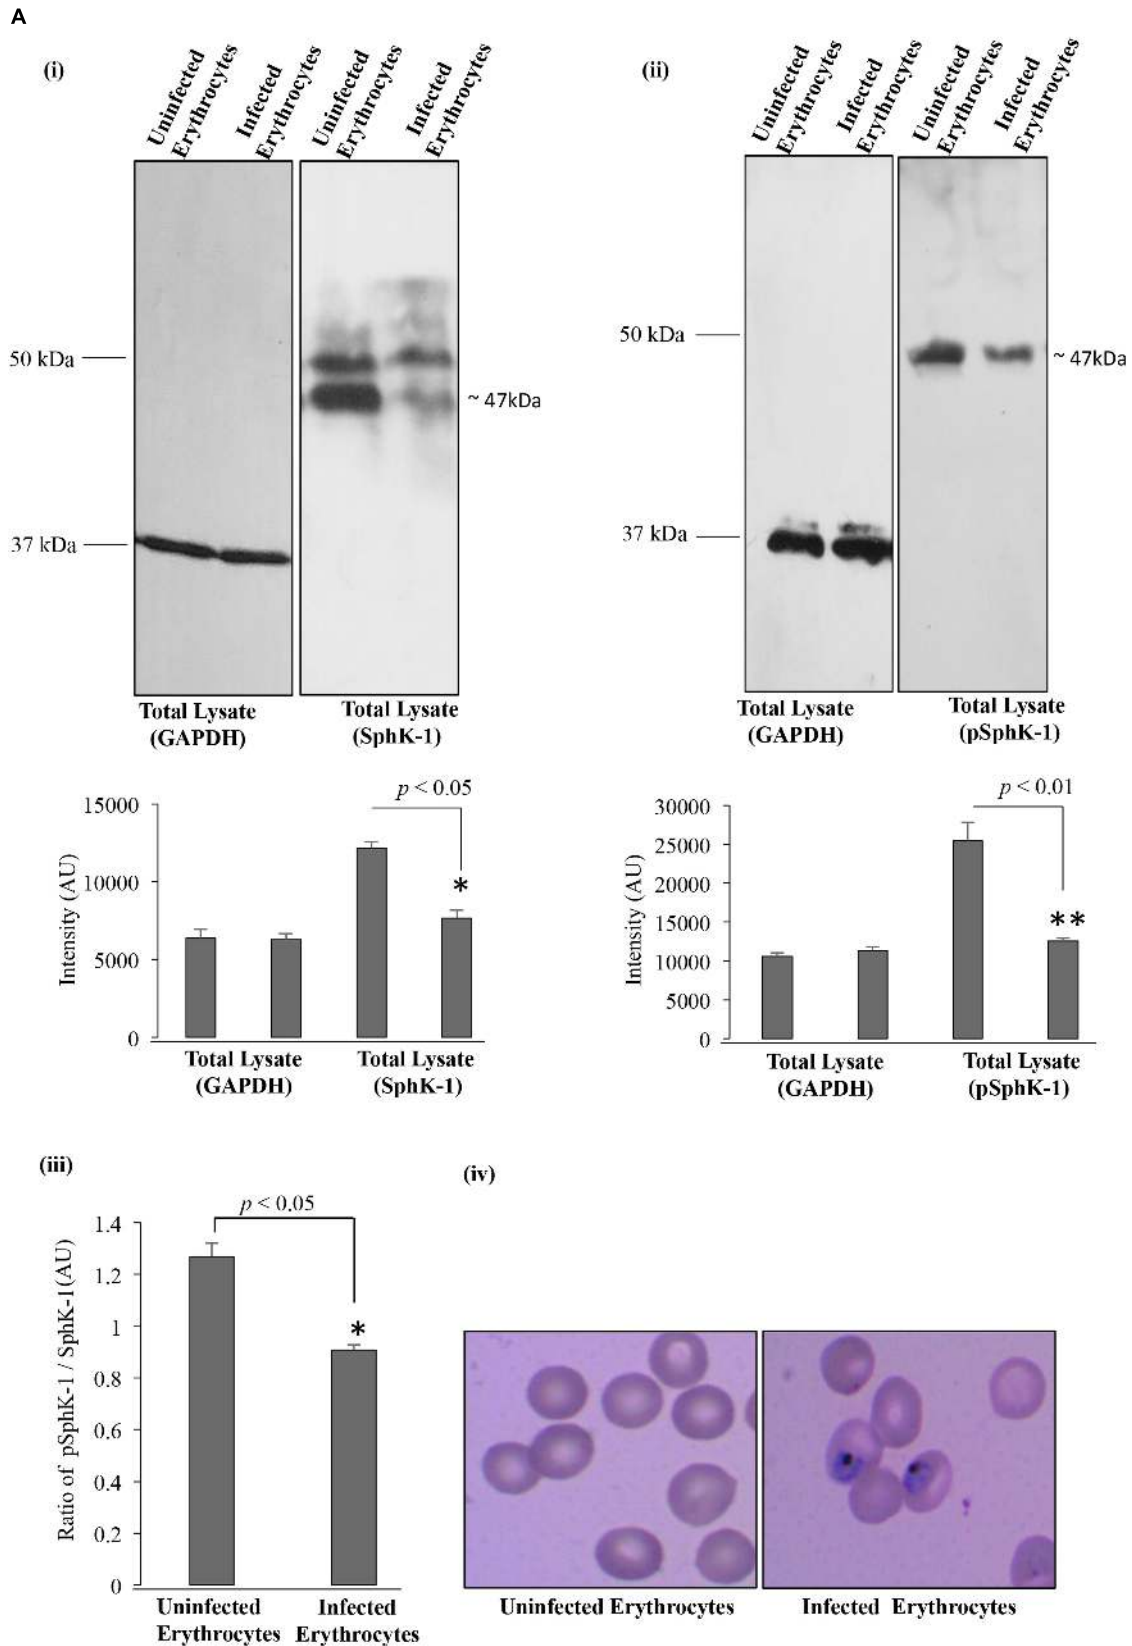 A
(i)
Uninfected
Erythrocytes
Infected
Erythrocytes
Uninfected
Erythrocytes
Infected
Erythrocytes
50 kDa
~ 47kDa
37 kDa
Total Lysate
(GAPDH)
Total Lysate
(SphK-1)
(ii)
Uninfected
Erythrocytes
Infected
Erythrocytes
Uninfected
Erythrocytes
Infected
Erythrocytes
50 kDa
~ 47kDa
37 kDa
Total Lysate
(GAPDH)
Total Lysate
(pSphK-1)
p < 0.05
15000
10000
5000
0
Intensity (AU)
*
Total Lysate
(GAPDH)
Total Lysate
(SphK-1)
p < 0.01
30000
25000
20000
15000
10000
5000
0
Intensity (AU)
**
Total Lysate
(GAPDH)
Total Lysate
(pSphK-1)
(iii)
p < 0.05
1.4
1.2
1
0.8
0.6
0.4
0.2
0
Ratio of pSphK-1 / SphK-1(AU)
*
Uninfected
Erythrocytes
Infected
Erythrocytes
(iv)
Uninfected Erythrocytes
Infected Erythrocytes